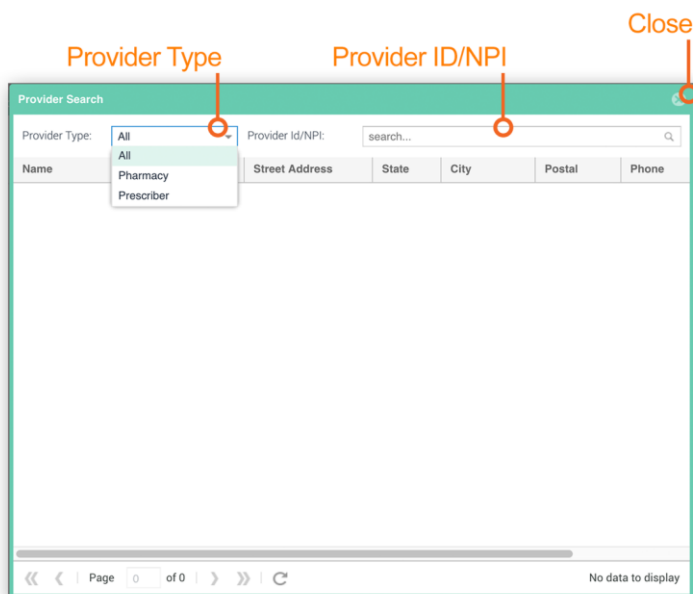 Close
Provider Type Provider ID/NPI
Provider Search
Provider Type: All Provider Id/NPI: search...
All
Pharmacy
Prescriber
Name Street Address State City Postal Phone
Page 0 of 0 No data to display